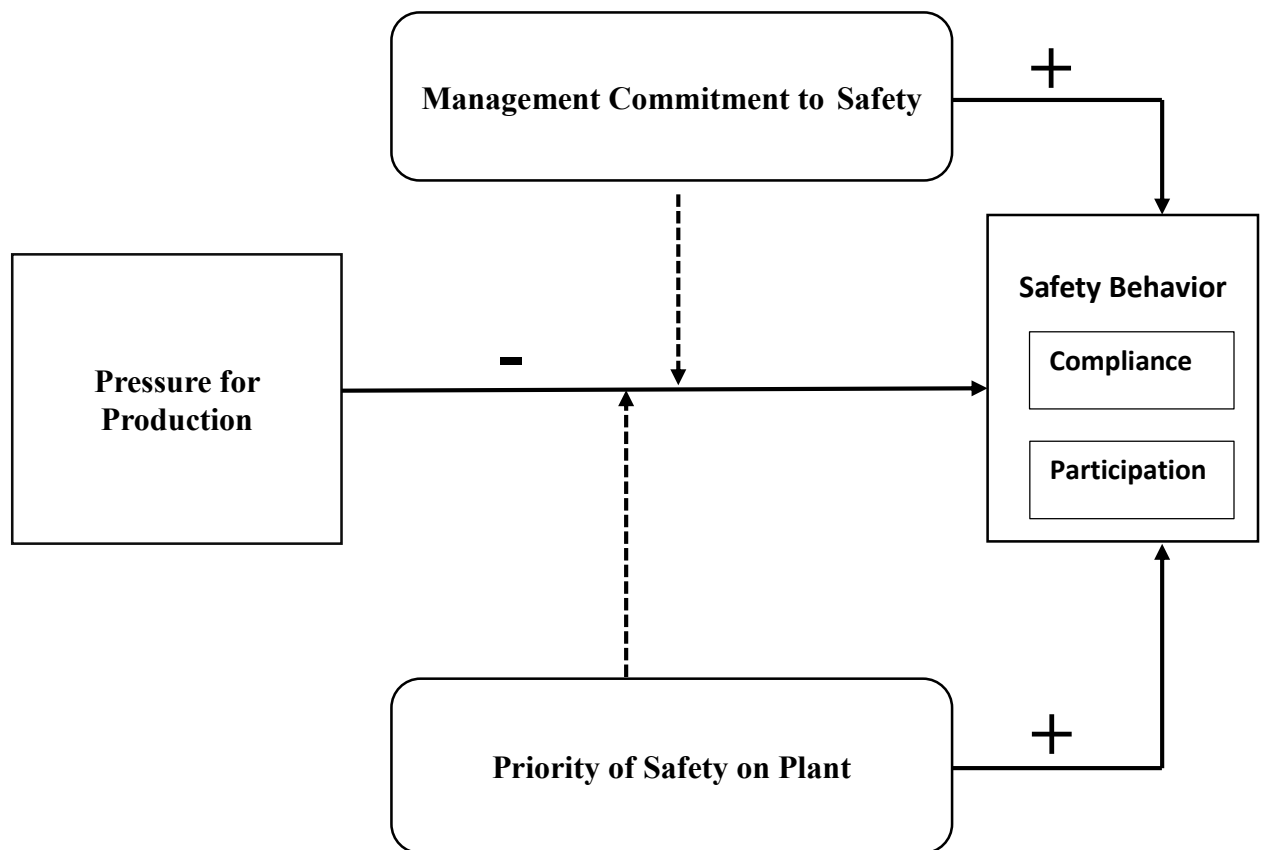 Management Commitment to Safety
+
Safety Behavior
Compliance
Participation
-
Pressure for
Production
Priority of Safety on Plant
+